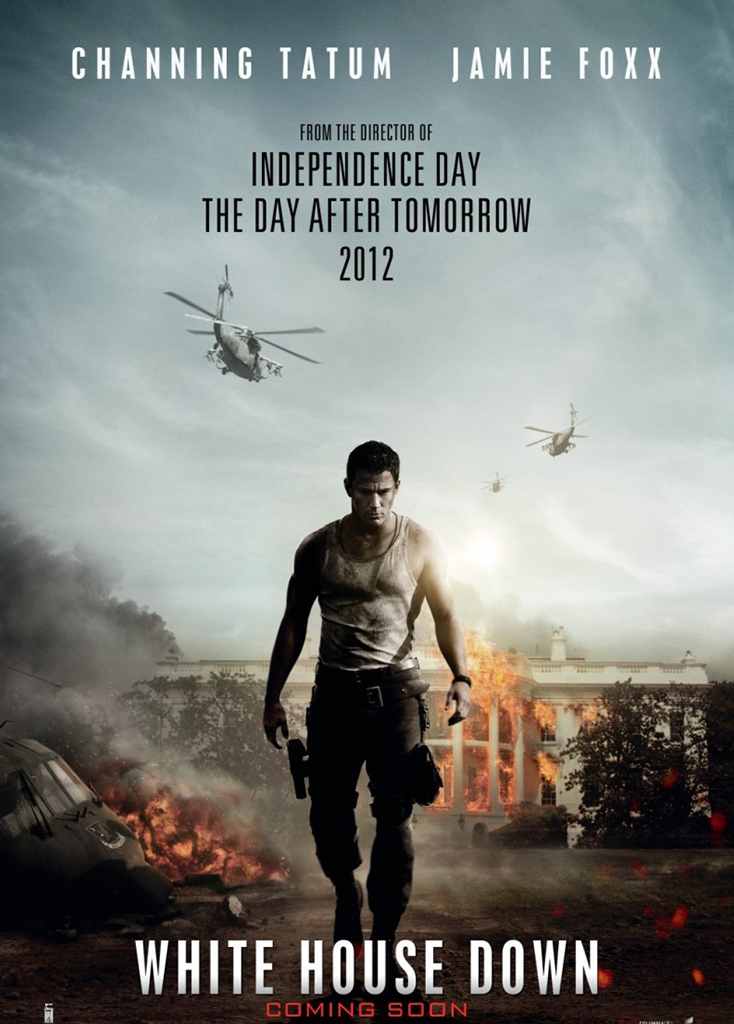 CHANNING TATUM JAMIE FOXX
FROM THE DIRECTOR OF
INDEPENDENCE DAY
THE DAY AFTER TOMORROW
2012
WHITE HOUSE DOWN
COMING SOON